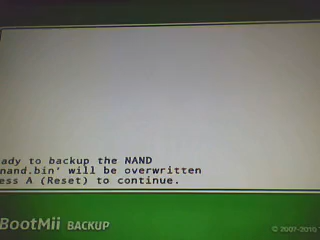 ady to backup the NAND
nand.bin' will be overwritten
ess A (Reset) to continue.
BootMii BACKUP
© 2007-2010 T